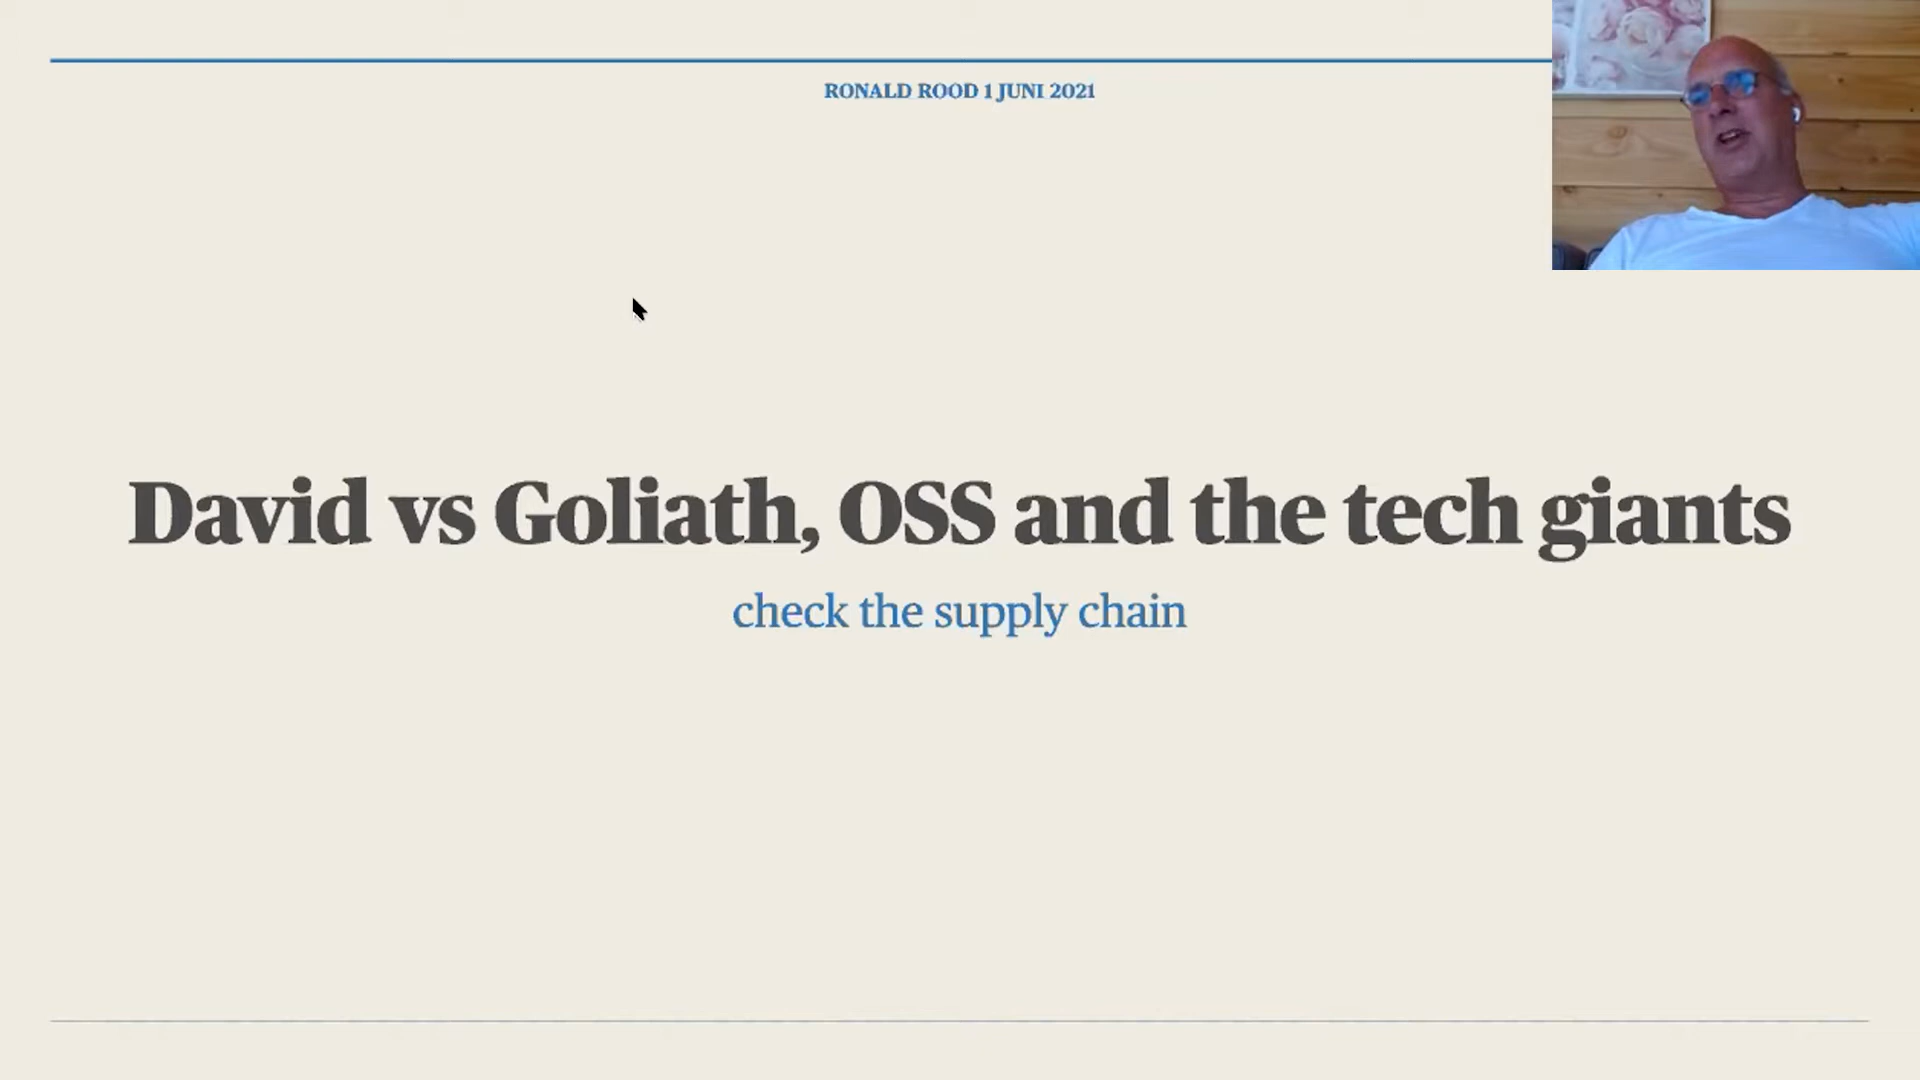 RONALD ROOD 1 JUNI 2021
David vs Goliath, OSS and the tech giants
check the supply chain